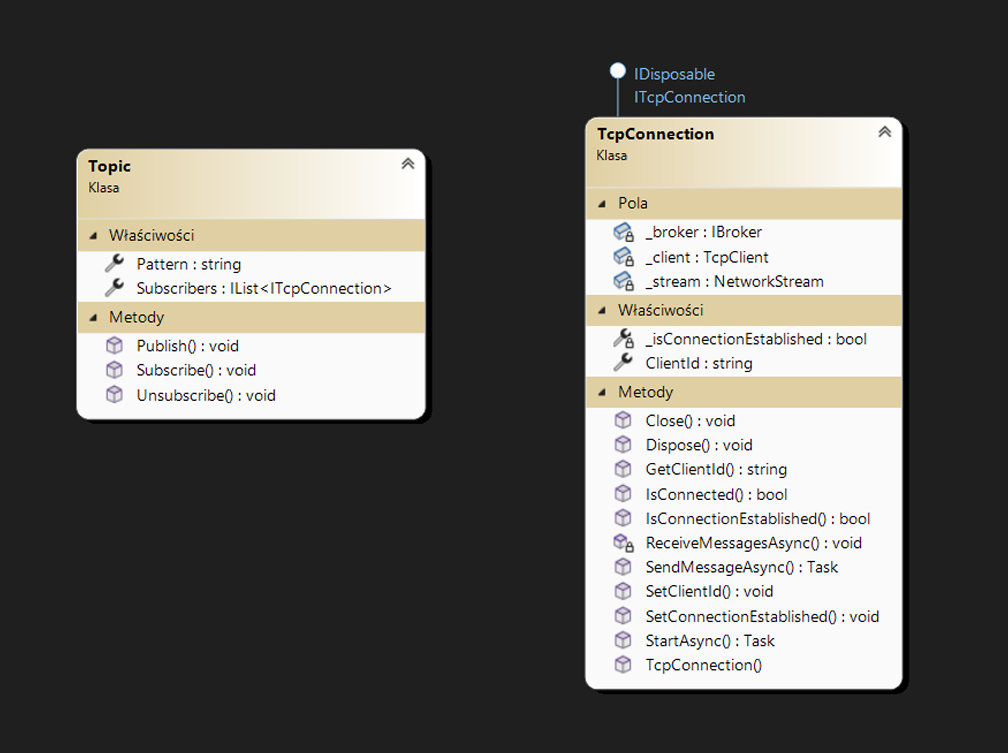 Topic
Klasa
Właściwości
Pattern : string
Subscribers : IList<ITcpConnection>
Metody
Publish() : void
Subscribe() : void
Unsubscribe() : void
IDisposable
ITcpConnection
TcpConnection
Klasa
Pola
_broker : IBroker
_client : TcpClient
_stream : NetworkStream
Właściwości
_isConnectionEstablished : bool
ClientId : string
Metody
Close() : void
Dispose() : void
GetClientId() : string
IsConnected() : bool
IsConnectionEstablished() : bool
ReceiveMessagesAsync() : void
SendMessageAsync() : Task
SetClientId() : void
SetConnectionEstablished() : void
StartAsync() : Task
TcpConnection()